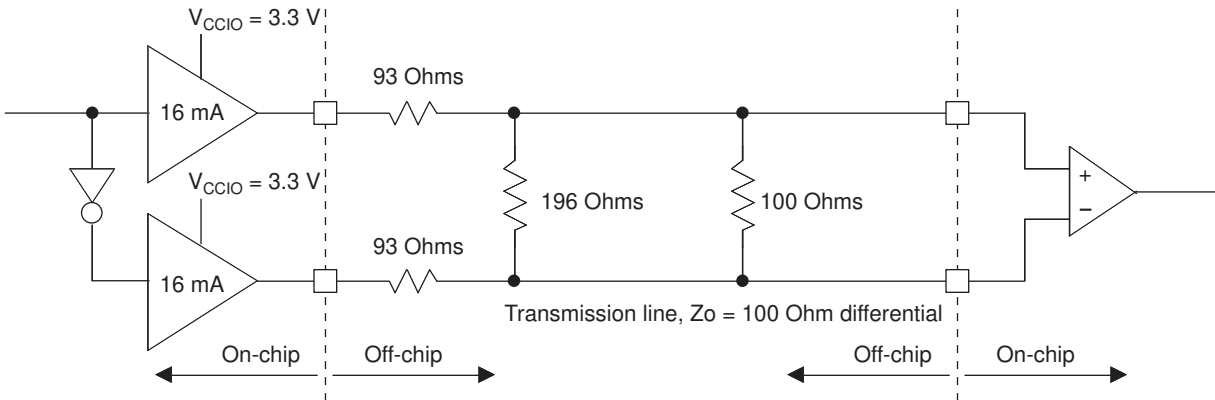 V_CCIO = 3.3 V
93 Ohms
16 mA
V_CCIO = 3.3 V
196 Ohms
100 Ohms
+
−
93 Ohms
16 mA
Transmission line, Zo = 100 Ohm differential
On-chip
Off-chip
Off-chip
On-chip